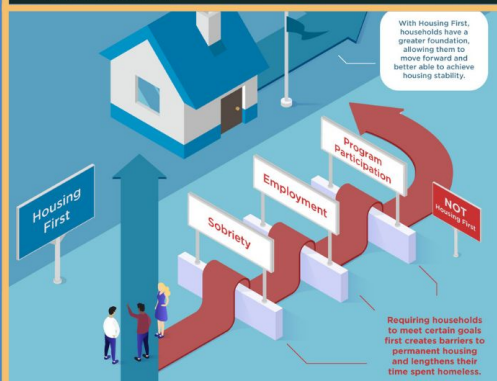 With Housing First,
households have a
greater foundation,
allowing them to
move forward and
better able to achieve
housing stability.
Housing
First
Sobriety
Employment
Program
Participation
NOT
Housing First
Requiring households
to meet certain goals
first creates barriers to
permanent housing
and lengthens their
time spent homeless.